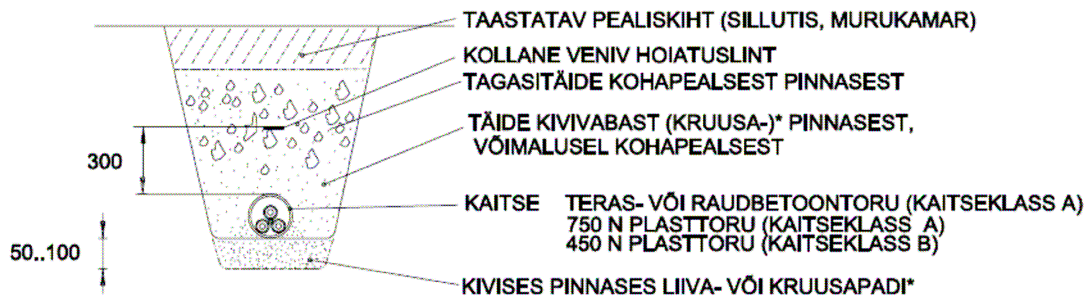 TAASTATAV PEALISKIHT (SILLUTIS, MURUKAMAR)
KOLLANE VENIV HOIATUSLINT
TAGASITÄIDE KOHAPEALSEST PINNASEST
TÄIDE KIVIVABAST (KRUUSA-)* PINNASEST,
VÕIMALUSEL KOHAPEALSEST
300
KAITSE TERAS- VÕI RAUDBETOONTORU (KAITSEKLASS A)
750 N PLASTTORU (KAITSEKLASS A)
450 N PLASTTORU (KAITSEKLASS B)
50..100
KIVISES PINNASES LIIVA- VÕI KRUUSAPADI*